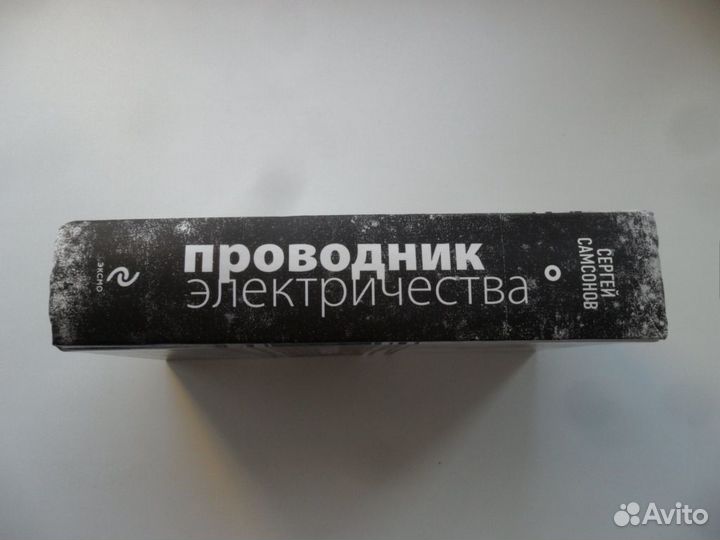 проводник
электричества
СЕРГЕЙ
САМСОНОВ
ЭКСМО
Avito